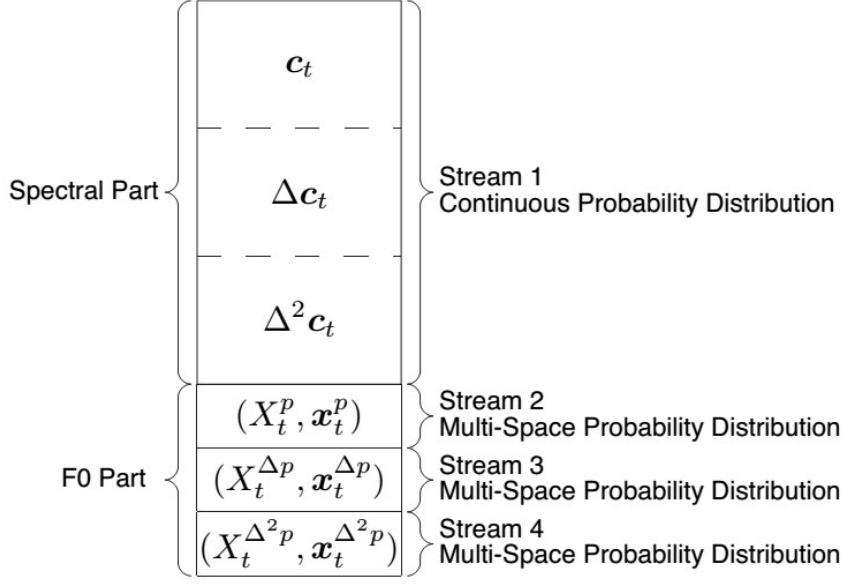 c_t
Spectral Part
Δc_t
Stream 1
Continuous Probability Distribution
Δ²c_t
F0 Part
(X_t^p, x_t^p)
Stream 2
Multi-Space Probability Distribution
(X_t^{Δp}, x_t^{Δp})
Stream 3
Multi-Space Probability Distribution
(X_t^{Δ²p}, x_t^{Δ²p})
Stream 4
Multi-Space Probability Distribution